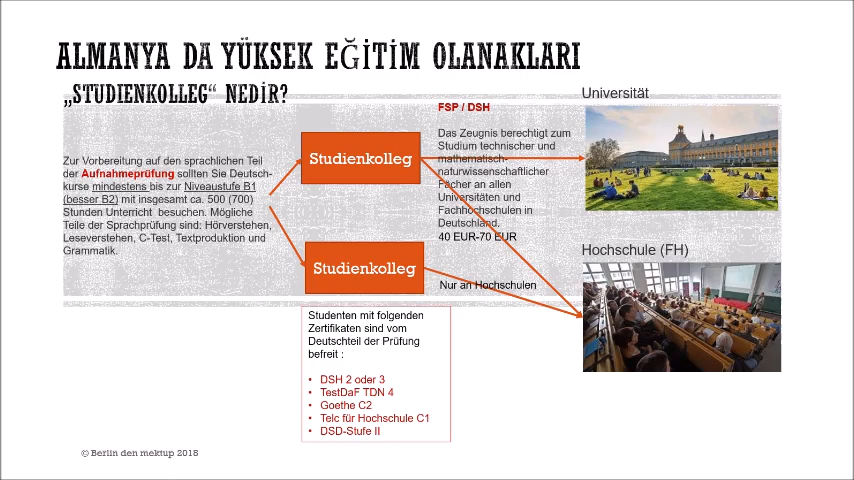 ALMANYA DA YÜKSEK EĞİTİM OLANAKLARI
„STUDIENKOLLEG“ NEDİR?
Zur Vorbereitung auf den sprachlichen Teil
der Aufnahmeprüfung sollten Sie Deutsch-
kurse mindestens bis zur Niveaustufe B1
(besser B2) mit insgesamt ca. 500 (700)
Stunden Unterricht besuchen. Mögliche
Teile der Sprachprüfung sind: Hörverstehen,
Leseverstehen, C-Test, Textproduktion und
Grammatik.
Studienkolleg
Studienkolleg
FSP / DSH
Das Zeugnis berechtigt zum
Studium technischer und
mathematisch-
naturwissenschaftlicher
Fächer an allen
Universitäten und
Fachhochschulen in
Deutschland.
40 EUR-70 EUR
Nur an Hochschulen
Universität
Hochschule (FH)
Studenten mit folgenden
Zertifikaten sind vom
Deutschteil der Prüfung
befreit :
• DSH 2 oder 3
• TestDaF TDN 4
• Goethe C2
• Telc für Hochschule C1
• DSD-Stufe II
© Berlin den mektup 2015